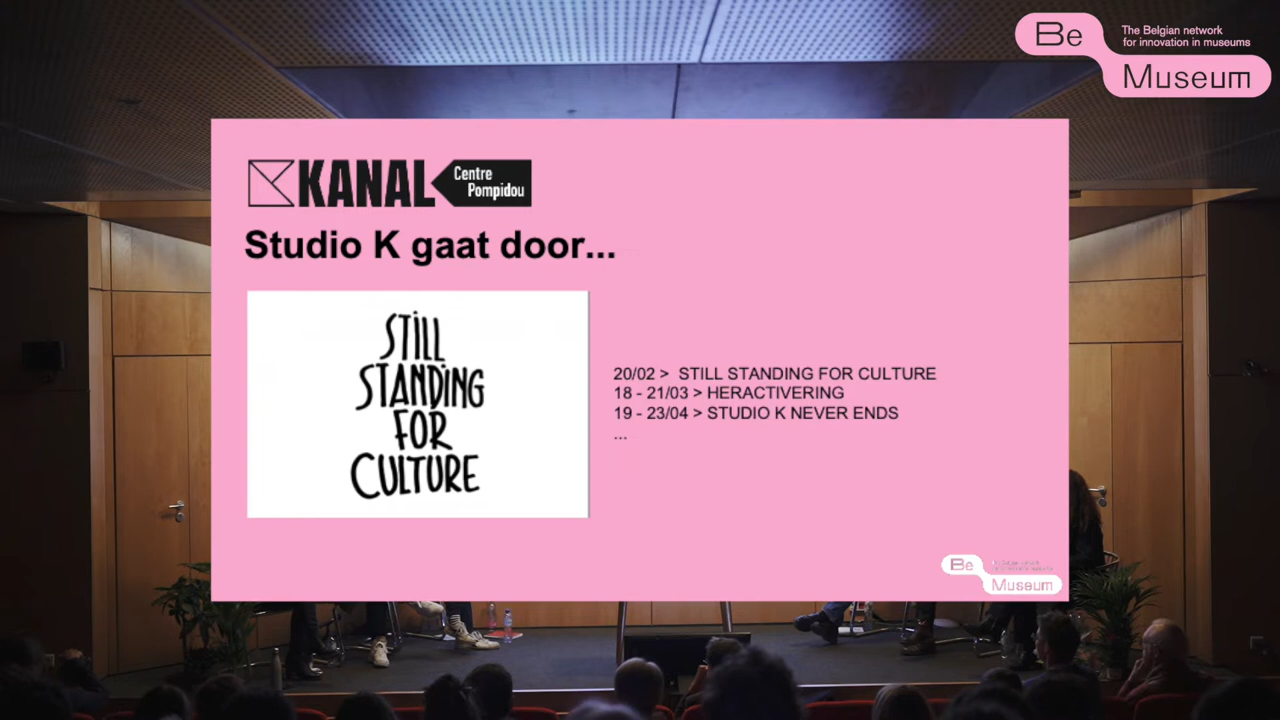 Be
The Belgian network
for innovation in museums
Museum
KANAL
Centre
Pompidou
Studio K gaat door...
STILL
STANDING
FOR
CULTURE
20/02 > STILL STANDING FOR CULTURE
18 - 21/03 > HERACTIVERING
19 - 23/04 > STUDIO K NEVER ENDS
...
Be
Museum